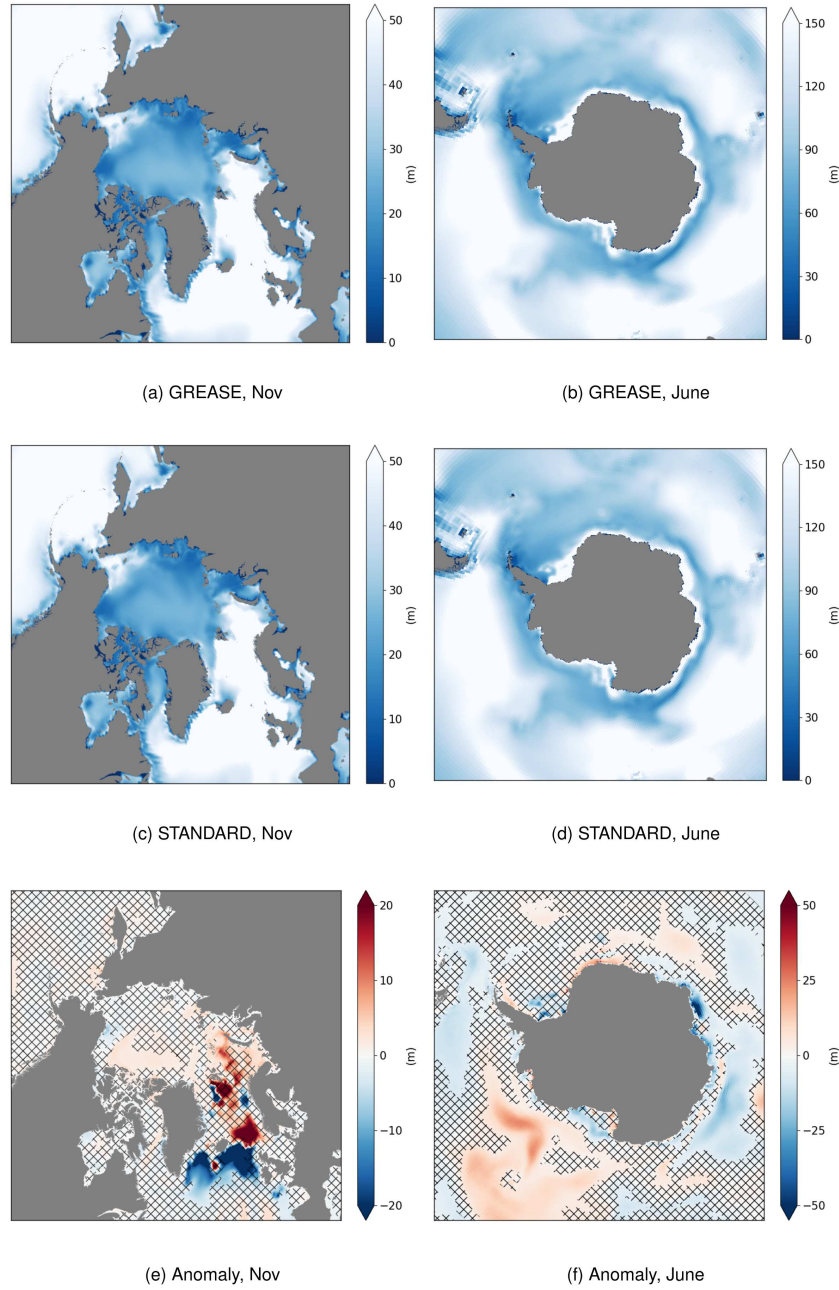 50
40
30
20
10
0
(m)
150
120
90
60
30
0
(m)
(a) GREASE, Nov
(b) GREASE, June
50
40
30
20
10
0
(m)
150
120
90
60
30
0
(m)
(c) STANDARD, Nov
(d) STANDARD, June
20
10
0
−10
−20
(m)
50
25
0
−25
−50
(m)
(e) Anomaly, Nov
(f) Anomaly, June